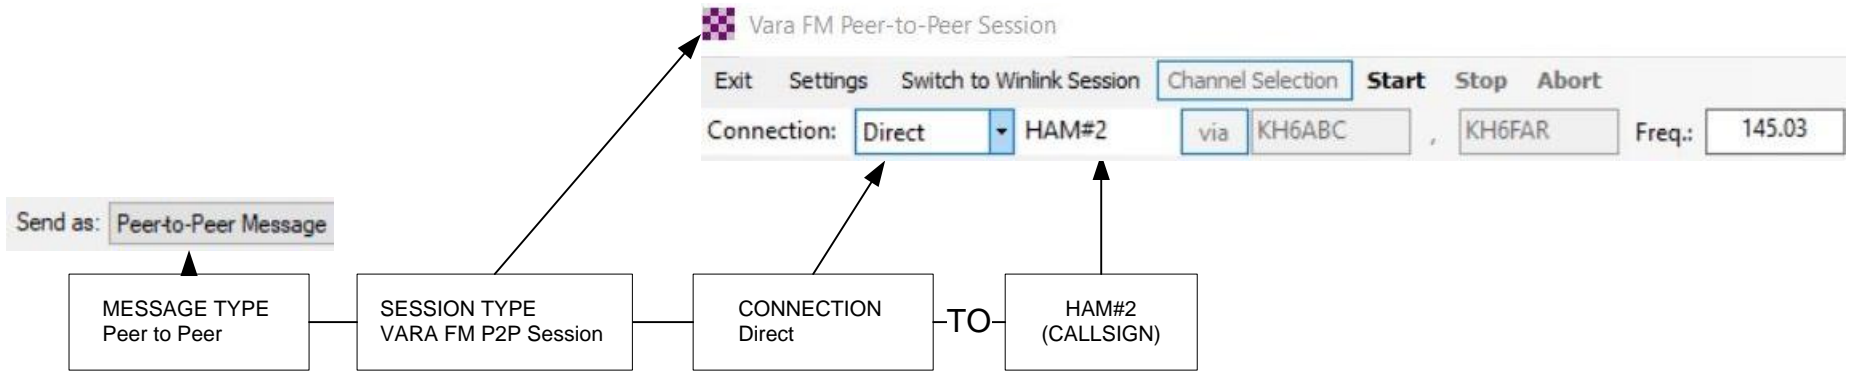 Vara FM Peer-to-Peer Session
Exit Settings Switch to Winlink Session Channel Selection Start Stop Abort
Connection: Direct HAM#2 via KH6ABC , KH6FAR Freq.: 145.03
Send as: Peer-to-Peer Message
MESSAGE TYPE
Peer to Peer
SESSION TYPE
VARA FM P2P Session
CONNECTION
Direct
TO
HAM#2
(CALLSIGN)